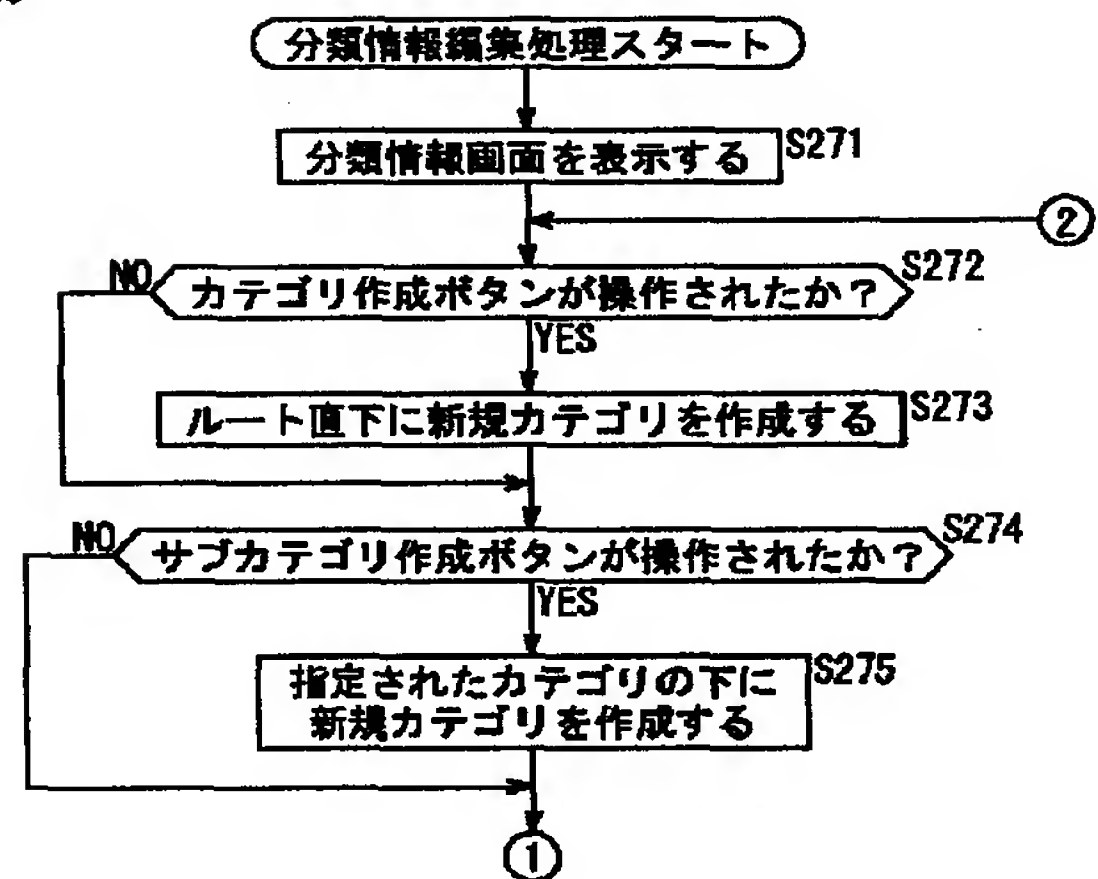 分類情報編集処理スタート
分類情報画面を表示する
S271
②
NO
カテゴリ作成ボタンが操作されたか？
S272
YES
ルート直下に新規カテゴリを作成する
S273
NO
サブカテゴリ作成ボタンが操作されたか？
S274
YES
指定されたカテゴリの下に
新規カテゴリを作成する
S275
①